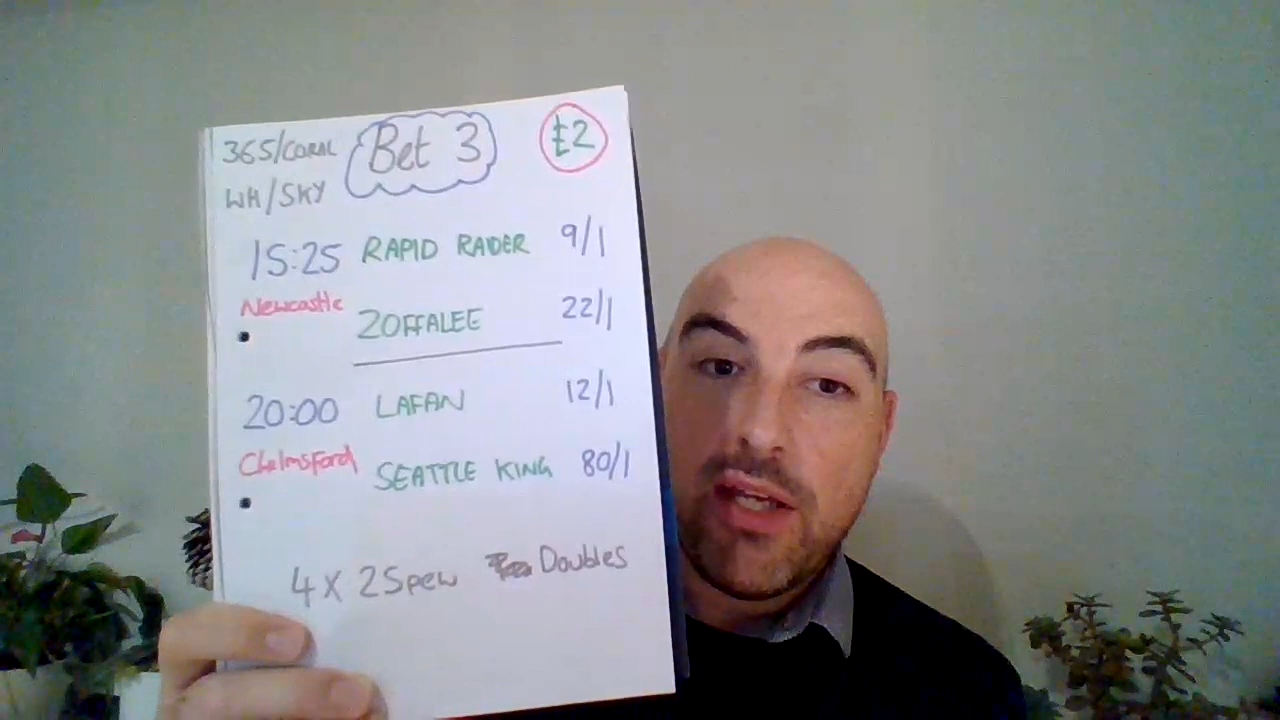 365/CORAL Bet 3 £2
WH/SKY
15:25 RAPID RAIDER 9/1
Newcastle
ZOFFALEE 22/1
20:00 LAFAN 12/1
Chelmsford
SEATTLE KING 80/1
4 X 25pew Doubles